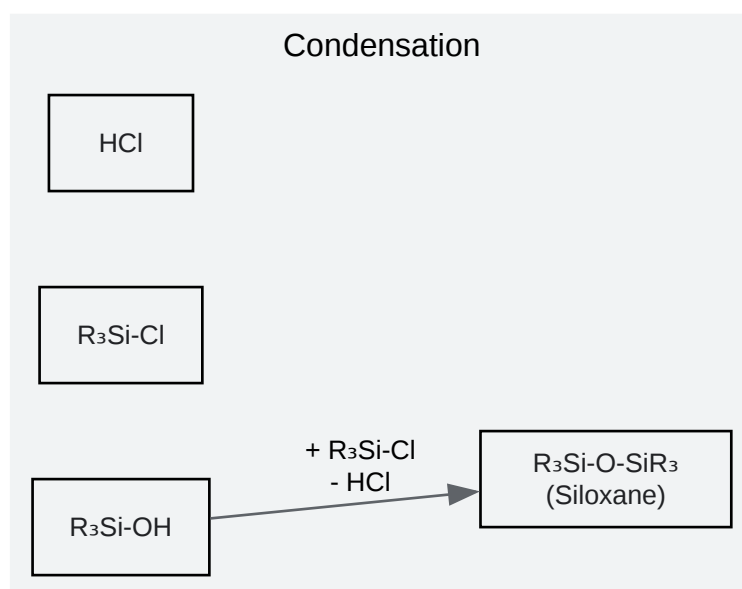 Condensation
HCl
R₃Si-Cl
+ R₃Si-Cl
- HCl
R₃Si-O-SiR₃
(Siloxane)
R₃Si-OH